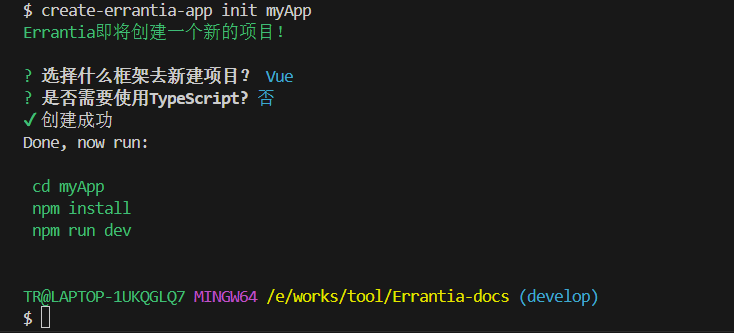 $ create-errantia-app init myApp
Errantia即将创建一个新的项目!
? 选择什么框架去新建项目? Vue
? 是否需要使用TypeScript? 否
✔ 创建成功
Done, now run:
cd myApp
npm install
npm run dev
TR@LAPTOP-1UKQGLQ7 MINGW64 /e/works/tool/Errantia-docs (develop)
$